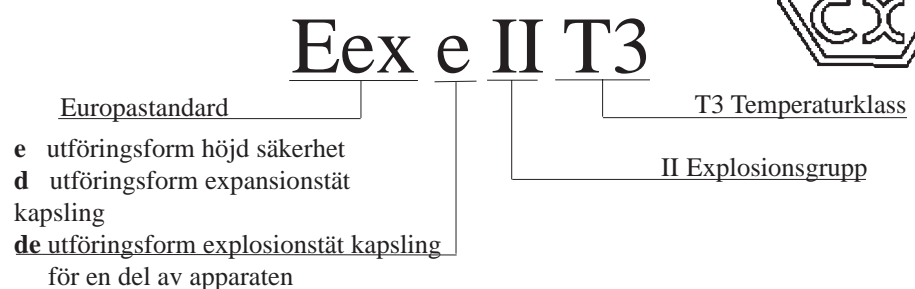 Eex e II T3
Europastandard
T3 Temperaturklass
e utföringsform höjd säkerhet
II Explosionsgrupp
d utföringsform expansionstät
kapsling
de utföringsform explosionstät kapsling
för en del av apparaten